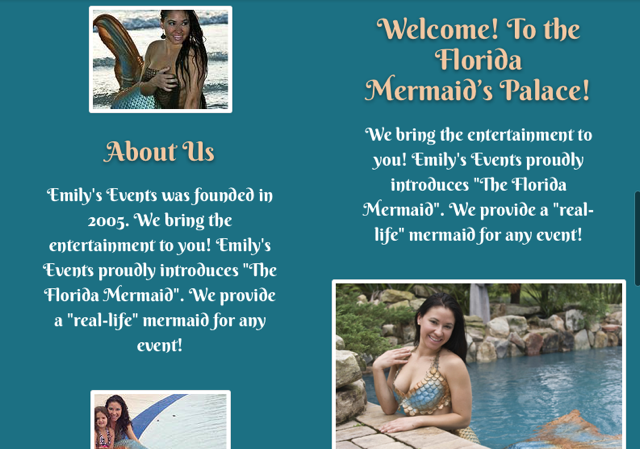 About Us
Emily's Events was founded in
2005. We bring the
entertainment to you! Emily's
Events proudly introduces "The
Florida Mermaid". We provide
a "real-life" mermaid for any
event!
Welcome! To the
Florida
Mermaid's Palace!
We bring the entertainment to
you! Emily's Events proudly
introduces "The Florida
Mermaid". We provide a "real-
life" mermaid for any event!